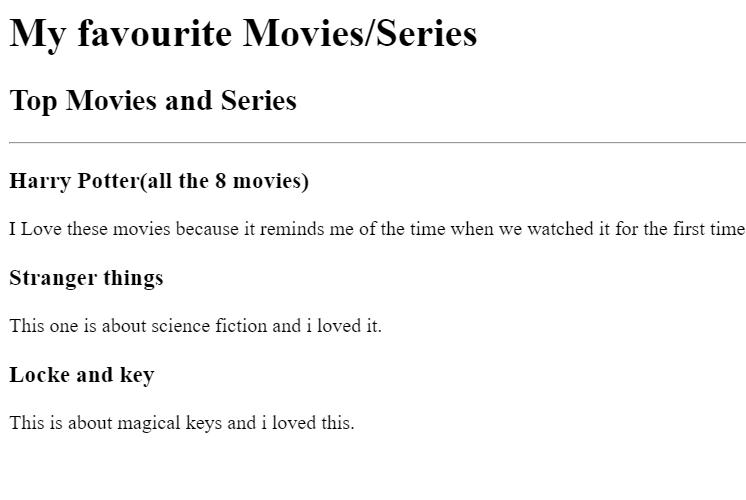 My favourite Movies/Series
Top Movies and Series
Harry Potter(all the 8 movies)
I Love these movies because it reminds me of the time when we watched it for the first time
Stranger things
This one is about science fiction and i loved it.
Locke and key
This is about magical keys and i loved this.